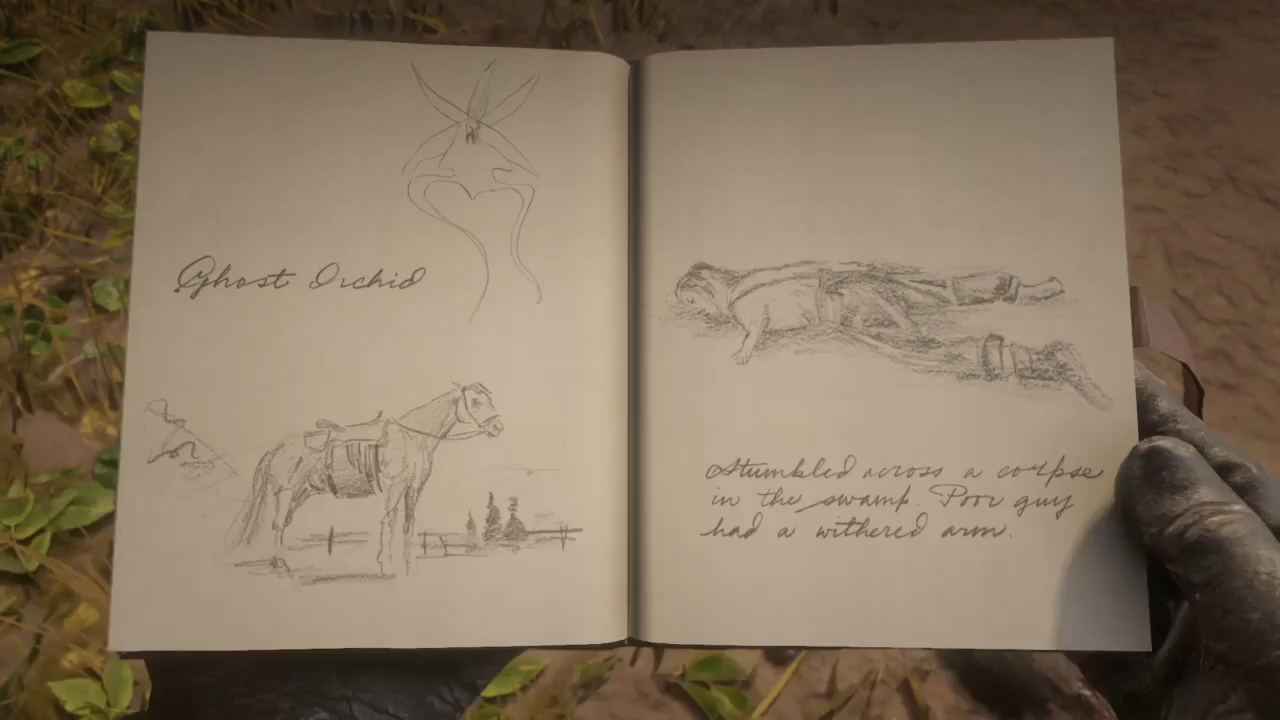 Ghost Orchid
Stumbled across a corpse
in the swamp. Poor guy
had a withered arm.